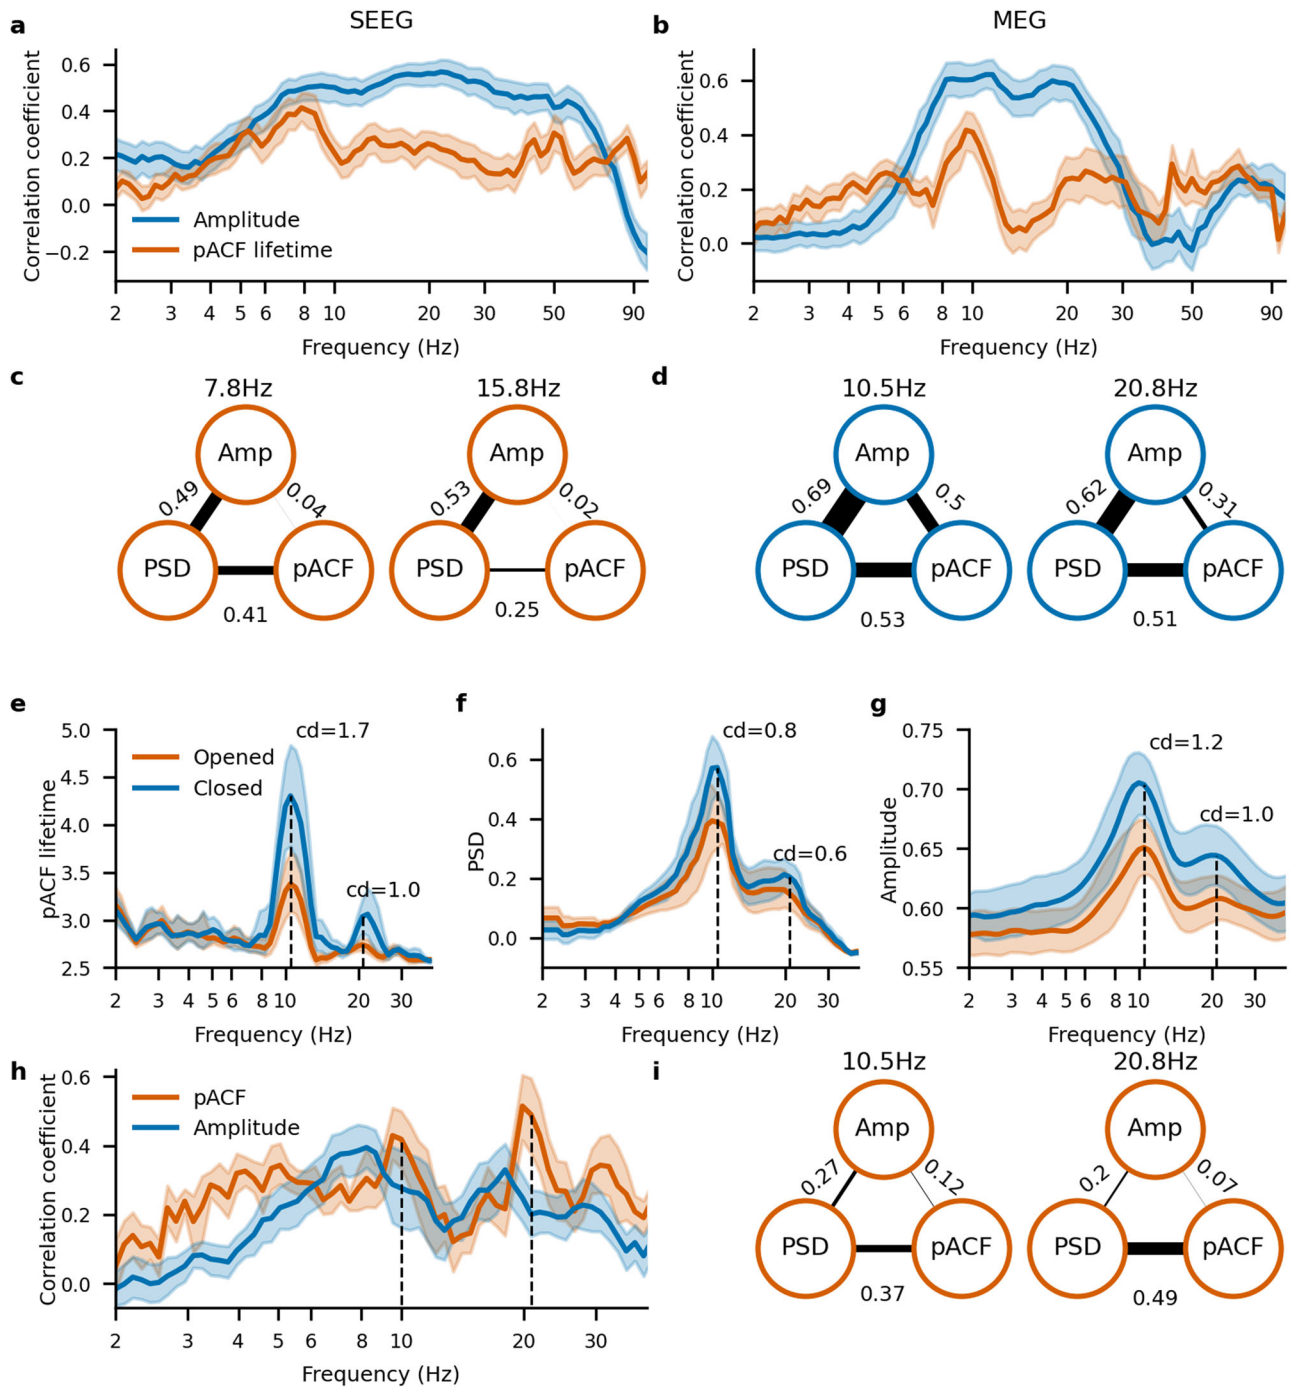 a
SEEG
b
MEG
Correlation coefficient
0.6
0.4
0.2
0.0
−0.2
Amplitude
pACF lifetime
2 3 4 5 6 8 10 20 30 50 90
Frequency (Hz)
Correlation coefficient
0.6
0.4
0.2
0.0
2 3 4 5 6 8 10 20 30 50 90
Frequency (Hz)
c
7.8Hz
Amp
0.49
0.04
PSD
pACF
0.41
15.8Hz
Amp
0.53
0.02
PSD
pACF
0.25
d
10.5Hz
Amp
0.69
0.5
PSD
pACF
0.53
20.8Hz
Amp
0.62
0.31
PSD
pACF
0.51
e
pACF lifetime
5.0
4.5
4.0
3.5
3.0
2.5
Opened
Closed
cd=1.7
cd=1.0
2 3 4 5 6 8 10 20 30
Frequency (Hz)
f
PSD
0.6
0.4
0.2
0.0
cd=0.8
cd=0.6
2 3 4 5 6 8 10 20 30
Frequency (Hz)
g
Amplitude
0.75
0.70
0.65
0.60
0.55
cd=1.2
cd=1.0
2 3 4 5 6 8 10 20 30
Frequency (Hz)
h
Correlation coefficient
0.6
0.4
0.2
0.0
pACF
Amplitude
2 3 4 5 6 8 10 20 30
Frequency (Hz)
i
10.5Hz
Amp
0.27
0.12
PSD
pACF
0.37
20.8Hz
Amp
0.2
0.07
PSD
pACF
0.49